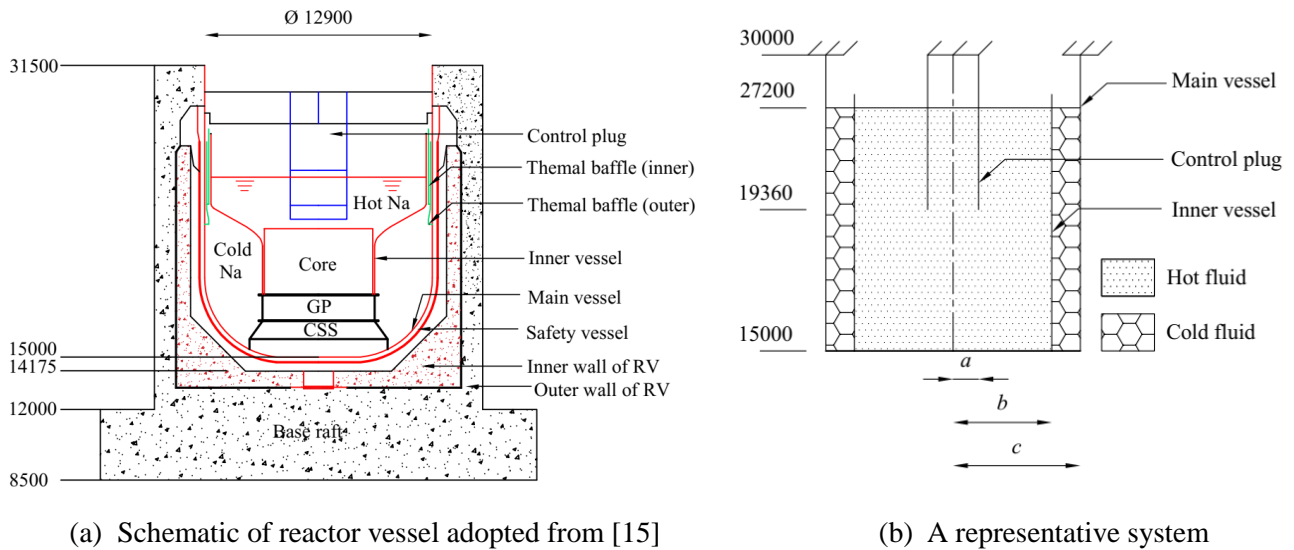 Ø 12900
31500
Control plug
Themal baffle (inner)
Hot Na
Themal baffle (outer)
Cold
Na
Core
Inner vessel
GP
Main vessel
CSS
Safety vessel
15000
14175
Inner wall of RV
Outer wall of RV
12000
Base raft
8500
(a) Schematic of reactor vessel adopted from [15]
30000
27200
Main vessel
Control plug
19360
Inner vessel
Hot fluid
15000
Cold fluid
a
b
c
(b) A representative system